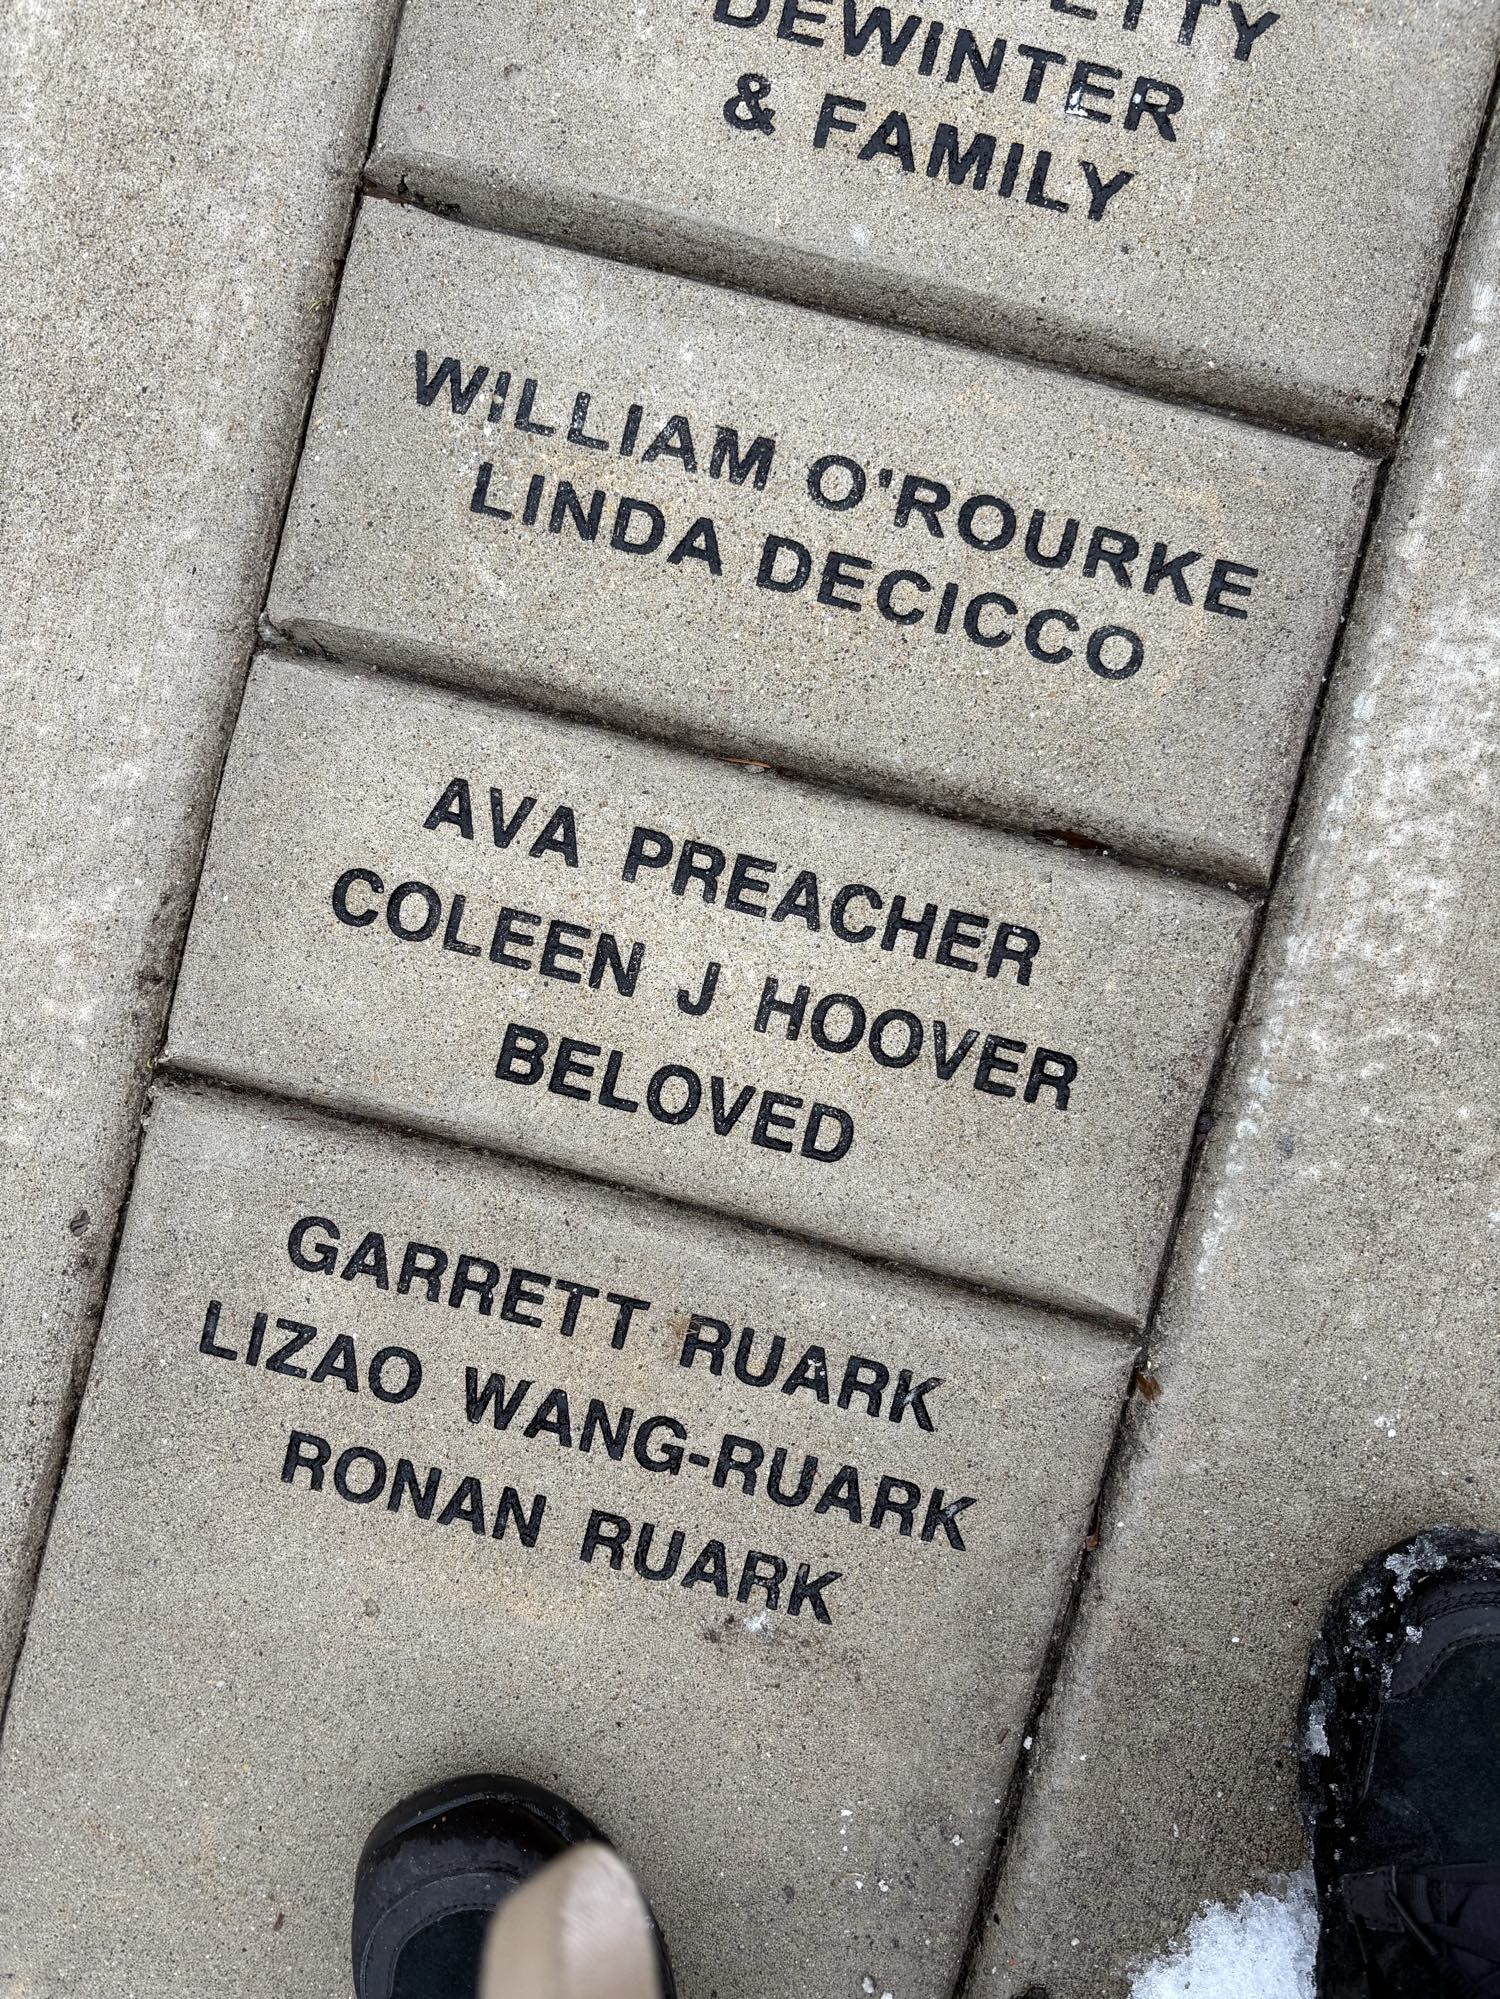 DEWINTER
& FAMILY
WILLIAM O'ROURKE
LINDA DECICCO
AVA PREACHER
COLEEN J HOOVER
BELOVED
GARRETT RUARK
LIZAO WANG-RUARK
RONAN RUARK